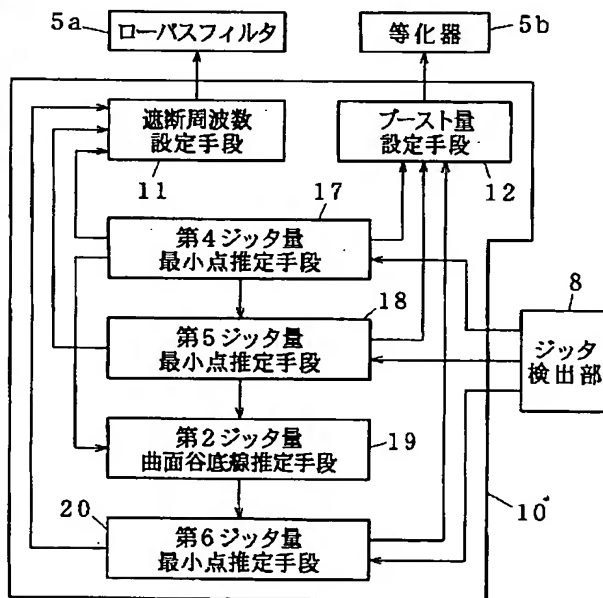 5a
ローパスフィルタ
等化器
5b
遮断周波数
設定手段
11
ブースト量
設定手段
12
17
第4ジッタ量
最小点推定手段
18
第5ジッタ量
最小点推定手段
8
ジッタ
検出部
第2ジッタ量
曲面谷底線推定手段
19
20
第6ジッタ量
最小点推定手段
10